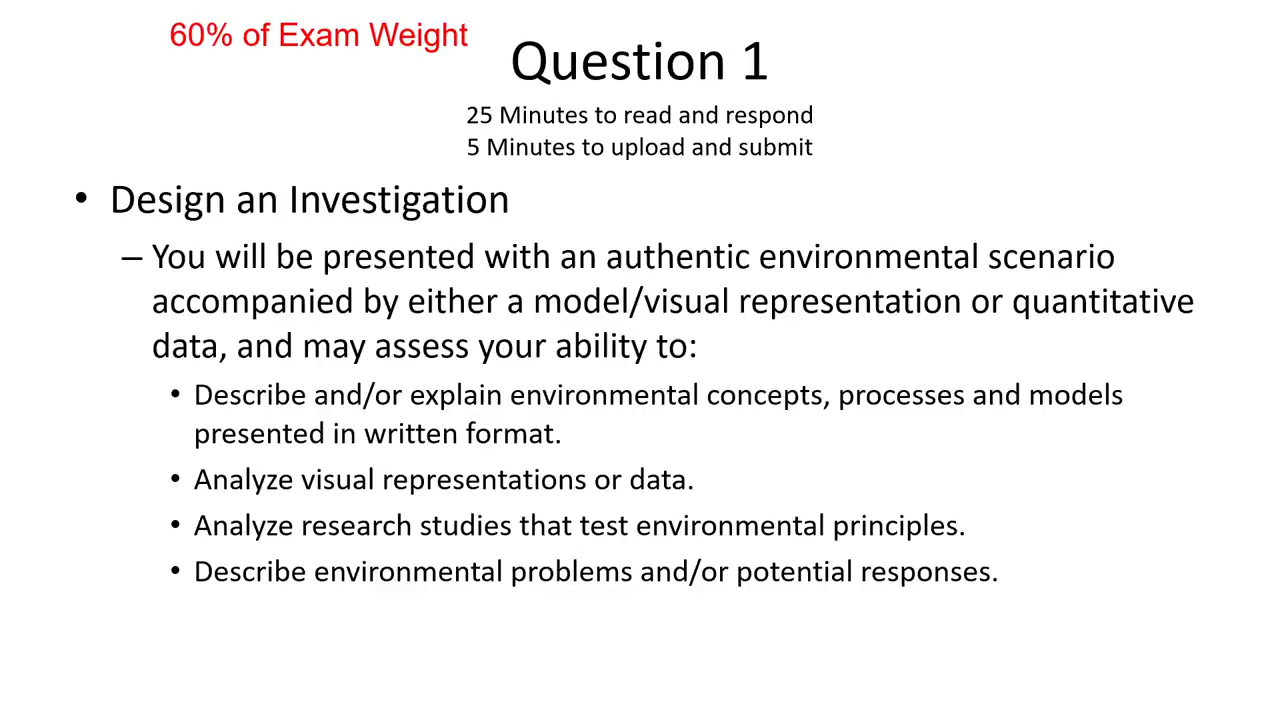 60% of Exam Weight
Question 1
25 Minutes to read and respond
5 Minutes to upload and submit
• Design an Investigation
– You will be presented with an authentic environmental scenario
accompanied by either a model/visual representation or quantitative
data, and may assess your ability to:
• Describe and/or explain environmental concepts, processes and models
presented in written format.
• Analyze visual representations or data.
• Analyze research studies that test environmental principles.
• Describe environmental problems and/or potential responses.